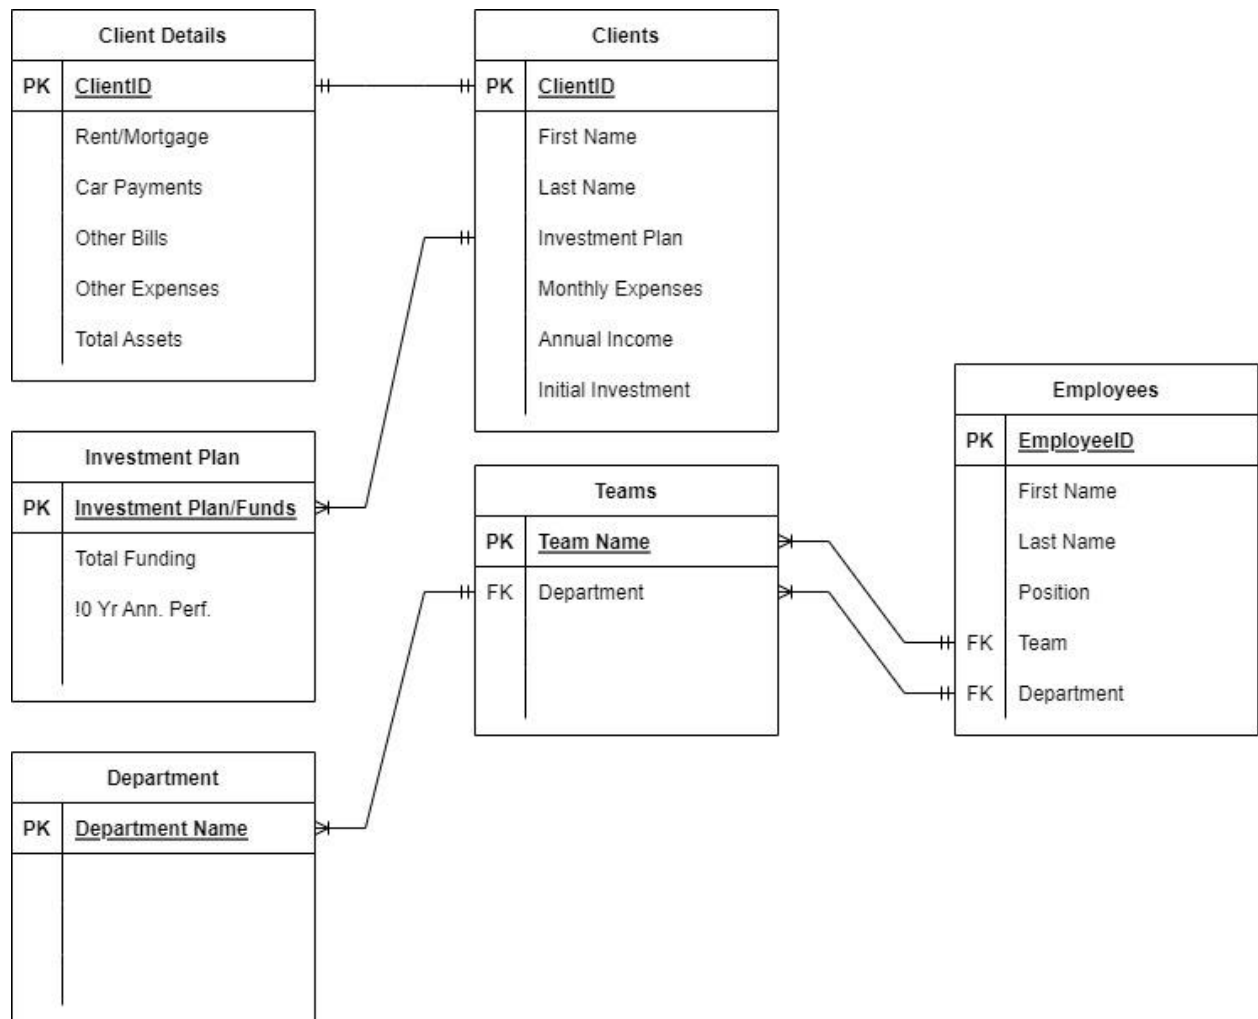 Client Details
PK ClientID
Rent/Mortgage
Car Payments
Other Bills
Other Expenses
Total Assets
Clients
PK ClientID
First Name
Last Name
Investment Plan
Monthly Expenses
Annual Income
Initial Investment
Investment Plan
PK Investment Plan/Funds
Total Funding
!0 Yr Ann. Perf.
Teams
PK Team Name
FK Department
Employees
PK EmployeeID
First Name
Last Name
Position
FK Team
FK Department
Department
PK Department Name